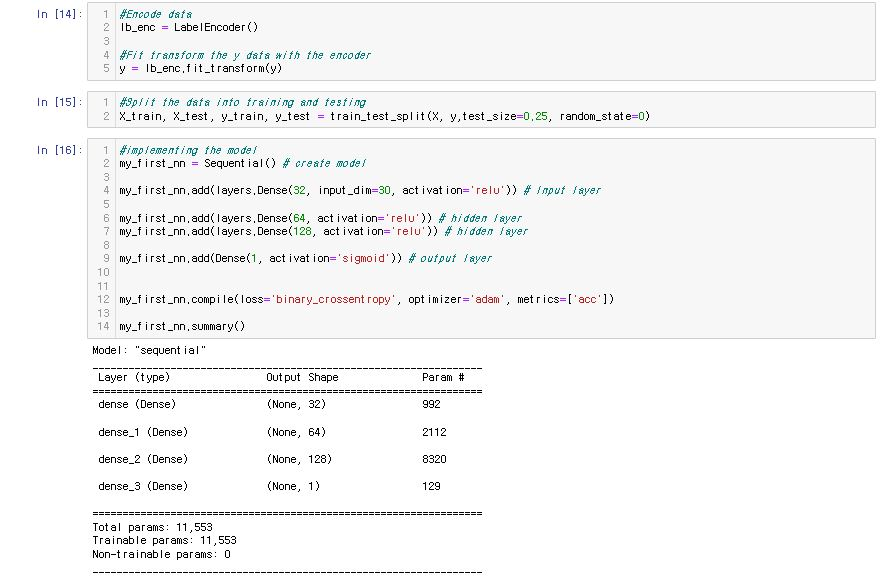 In [14]:
1 #Encode data
2 lb_enc = LabelEncoder()
3
4 #Fit transform the y data with the encoder
5 y = lb_enc.fit_transform(y)
In [15]:
1 #Split the data into training and testing
2 X_train, X_test, y_train, y_test = train_test_split(X, y,test_size=0.25, random_state=0)
In [16]:
1 #implementing the model
2 my_first_nn = Sequential() # create model
3
4 my_first_nn.add(layers.Dense(32, input_dim=30, activation='relu')) # Input layer
5
6 my_first_nn.add(layers.Dense(64, activation='relu')) # hidden layer
7 my_first_nn.add(layers.Dense(128, activation='relu')) # hidden layer
8
9 my_first_nn.add(Dense(1, activation='sigmoid')) # output layer
10
11
12 my_first_nn.compile(loss='binary_crossentropy', optimizer='adam', metrics=['acc'])
13
14 my_first_nn.summary()
Model: "sequential"
Layer (type) Output Shape Param #
dense (Dense) (None, 32) 992
dense_1 (Dense) (None, 64) 2112
dense_2 (Dense) (None, 128) 8320
dense_3 (Dense) (None, 1) 129
Total params: 11,553
Trainable params: 11,553
Non-trainable params: 0